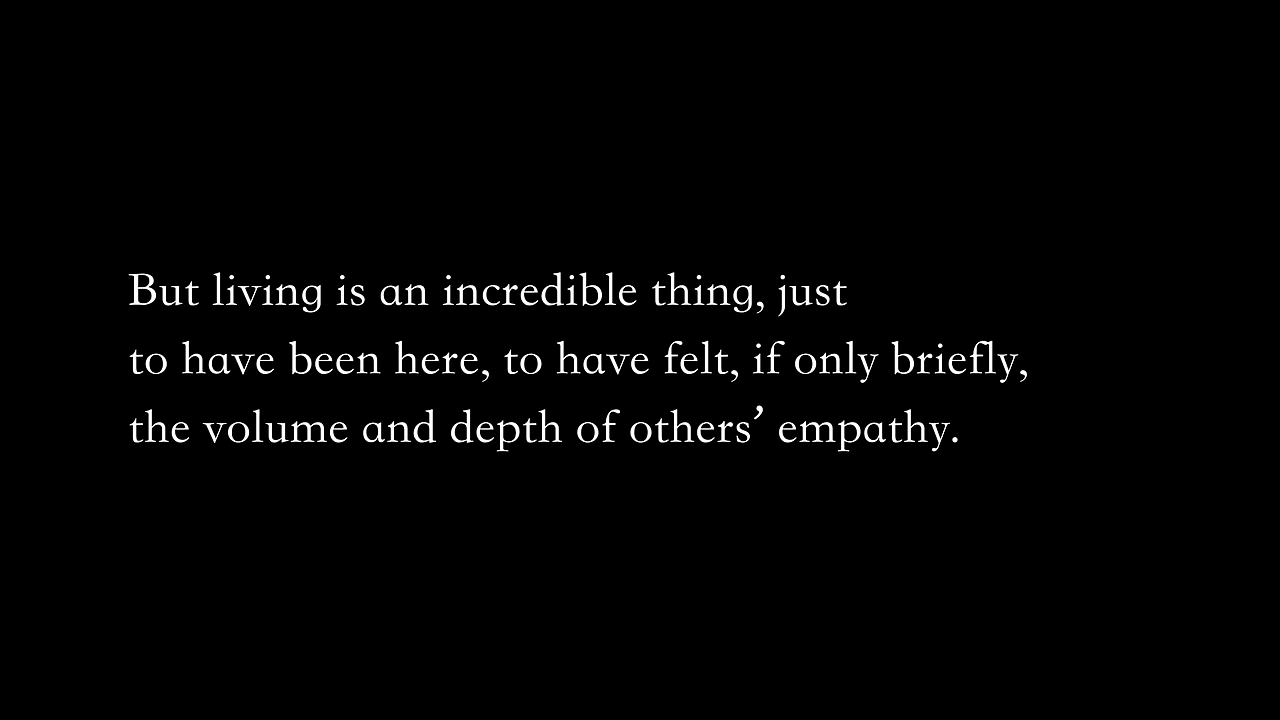 But living is an incredible thing, just
to have been here, to have felt, if only briefly,
the volume and depth of others’ empathy.